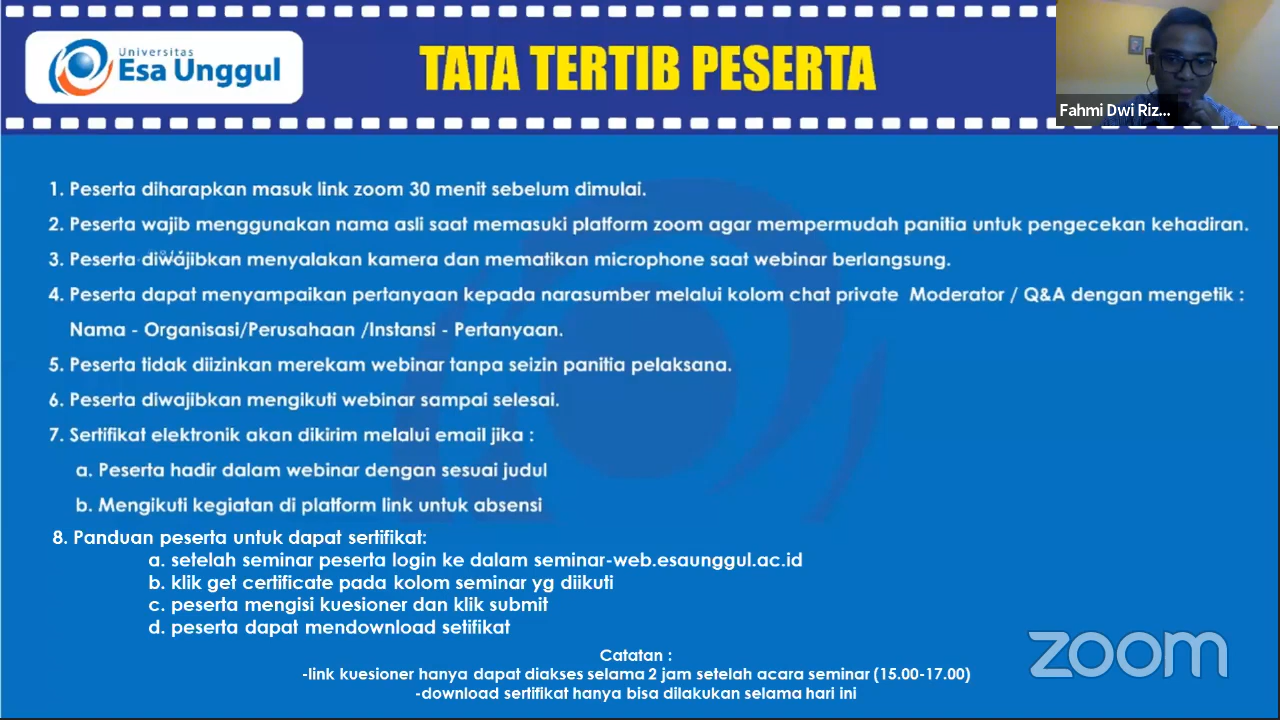 Universitas
Esa Unggul
TATA TERTIB PESERTA
Fahmi Dwi Riz...
1. Peserta diharapkan masuk link zoom 30 menit sebelum dimulai.
2. Peserta wajib menggunakan nama asli saat memasuki platform zoom agar mempermudah panitia untuk pengecekan kehadiran.
3. Peserta diwajibkan menyalakan kamera dan mematikan microphone saat webinar berlangsung.
4. Peserta dapat menyampaikan pertanyaan kepada narasumber melalui kolom chat private Moderator / Q&A dengan mengetik :
Nama - Organisasi/Perusahaan /Instansi - Pertanyaan.
5. Peserta tidak diizinkan merekam webinar tanpa seizin panitia pelaksana.
6. Peserta diwajibkan mengikuti webinar sampai selesai.
7. Sertifikat elektronik akan dikirim melalui email jika :
a. Peserta hadir dalam webinar dengan sesuai judul
b. Mengikuti kegiatan di platform link untuk absensi
8. Panduan peserta untuk dapat sertifikat:
a. setelah seminar peserta login ke dalam seminar-web.esaunggul.ac.id
b. klik get certificate pada kolom seminar yg diikuti
c. peserta mengisi kuesioner dan klik submit
d. peserta dapat mendownload setifikat
Catatan :
-link kuesioner hanya dapat diakses selama 2 jam setelah acara seminar (15.00-17.00)
-download sertifikat hanya bisa dilakukan selama hari ini
zoom